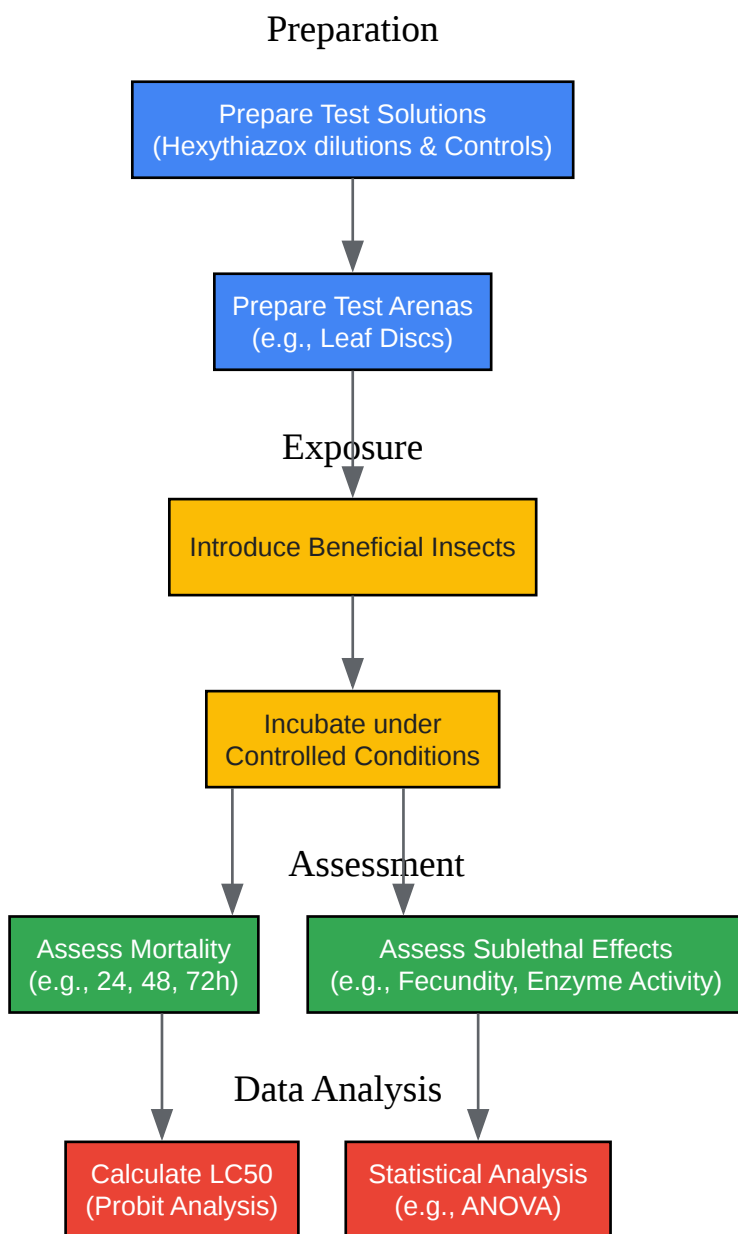 Preparation
Prepare Test Solutions
(Hexythiazox dilutions & Controls)
Prepare Test Arenas
(e.g., Leaf Discs)
Exposure
Introduce Beneficial Insects
Incubate under
Controlled Conditions
Assessment
Assess Mortality
(e.g., 24, 48, 72h)
Assess Sublethal Effects
(e.g., Fecundity, Enzyme Activity)
Data Analysis
Calculate LC50
(Probit Analysis)
Statistical Analysis
(e.g., ANOVA)